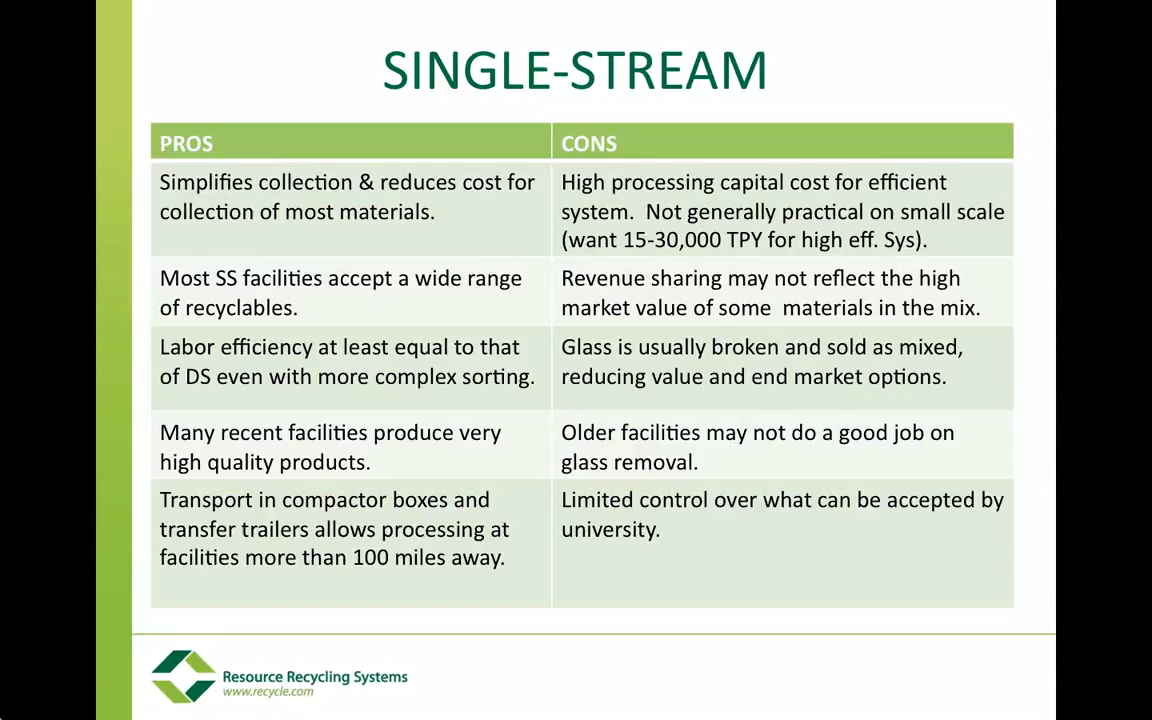 SINGLE-STREAM
PROS
CONS
Simplifies collection & reduces cost for
collection of most materials.
High processing capital cost for efficient
system.  Not generally practical on small scale
(want 15-30,000 TPY for high eff. Sys).
Most SS facilities accept a wide range
of recyclables.
Revenue sharing may not reflect the high
market value of some  materials in the mix.
Labor efficiency at least equal to that
of DS even with more complex sorting.
Glass is usually broken and sold as mixed,
reducing value and end market options.
Many recent facilities produce very
high quality products.
Older facilities may not do a good job on
glass removal.
Transport in compactor boxes and
transfer trailers allows processing at
facilities more than 100 miles away.
Limited control over what can be accepted by
university.
Resource Recycling Systems
www.recycle.com